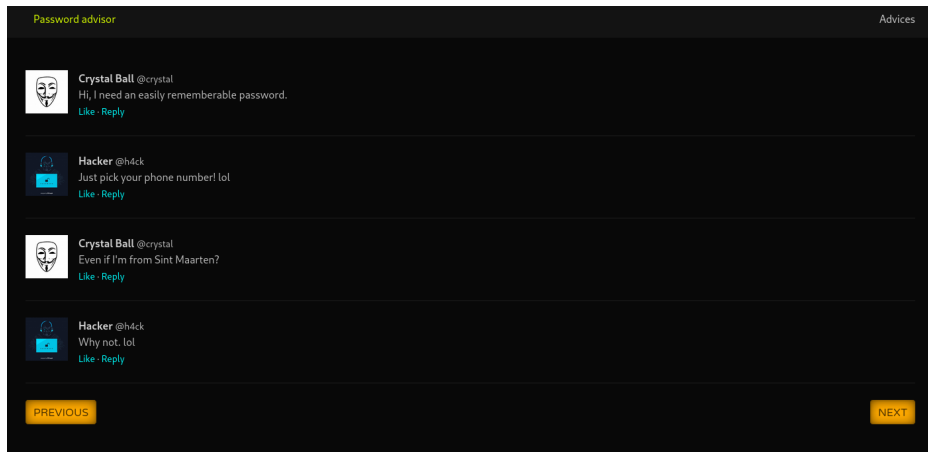 Password advisor
Advices
Crystal Ball @crystal
Hi, I need an easily rememberable password.
Like · Reply
Hacker @h4ck
Just pick your phone number! lol
Like · Reply
Crystal Ball @crystal
Even if I'm from Sint Maarten?
Like · Reply
Hacker @h4ck
Why not. lol
Like · Reply
PREVIOUS
NEXT